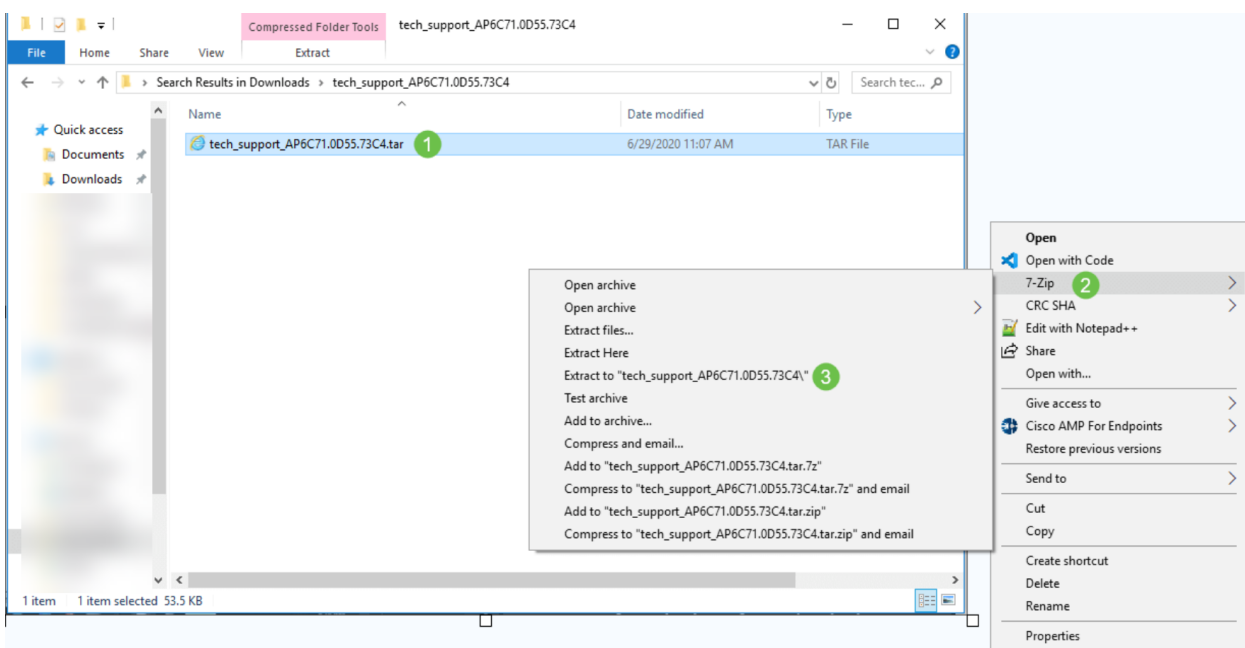 Compressed Folder Tools
tech_support_AP6C71.0D55.73C4
File Home Share View Extract
Search Results in Downloads > tech_support_AP6C71.0D55.73C4
Search tec...
Name Date modified Type
Quick access
Documents
Downloads
tech_support_AP6C71.0D55.73C4.tar 1 6/29/2020 11:07 AM TAR File
Open archive
Open archive
Extract files...
Extract Here
Extract to "tech_support_AP6C71.0D55.73C4\" 3
Test archive
Add to archive...
Compress and email...
Add to "tech_support_AP6C71.0D55.73C4.tar.7z"
Compress to "tech_support_AP6C71.0D55.73C4.tar.7z" and email
Add to "tech_support_AP6C71.0D55.73C4.tar.zip"
Compress to "tech_support_AP6C71.0D55.73C4.tar.zip" and email
Open
Open with Code
7-Zip 2
CRC SHA
Edit with Notepad++
Share
Open with...
Give access to
Cisco AMP For Endpoints
Restore previous versions
Send to
Cut
Copy
Create shortcut
Delete
Rename
Properties
1 item 1 item selected 53.5 KB